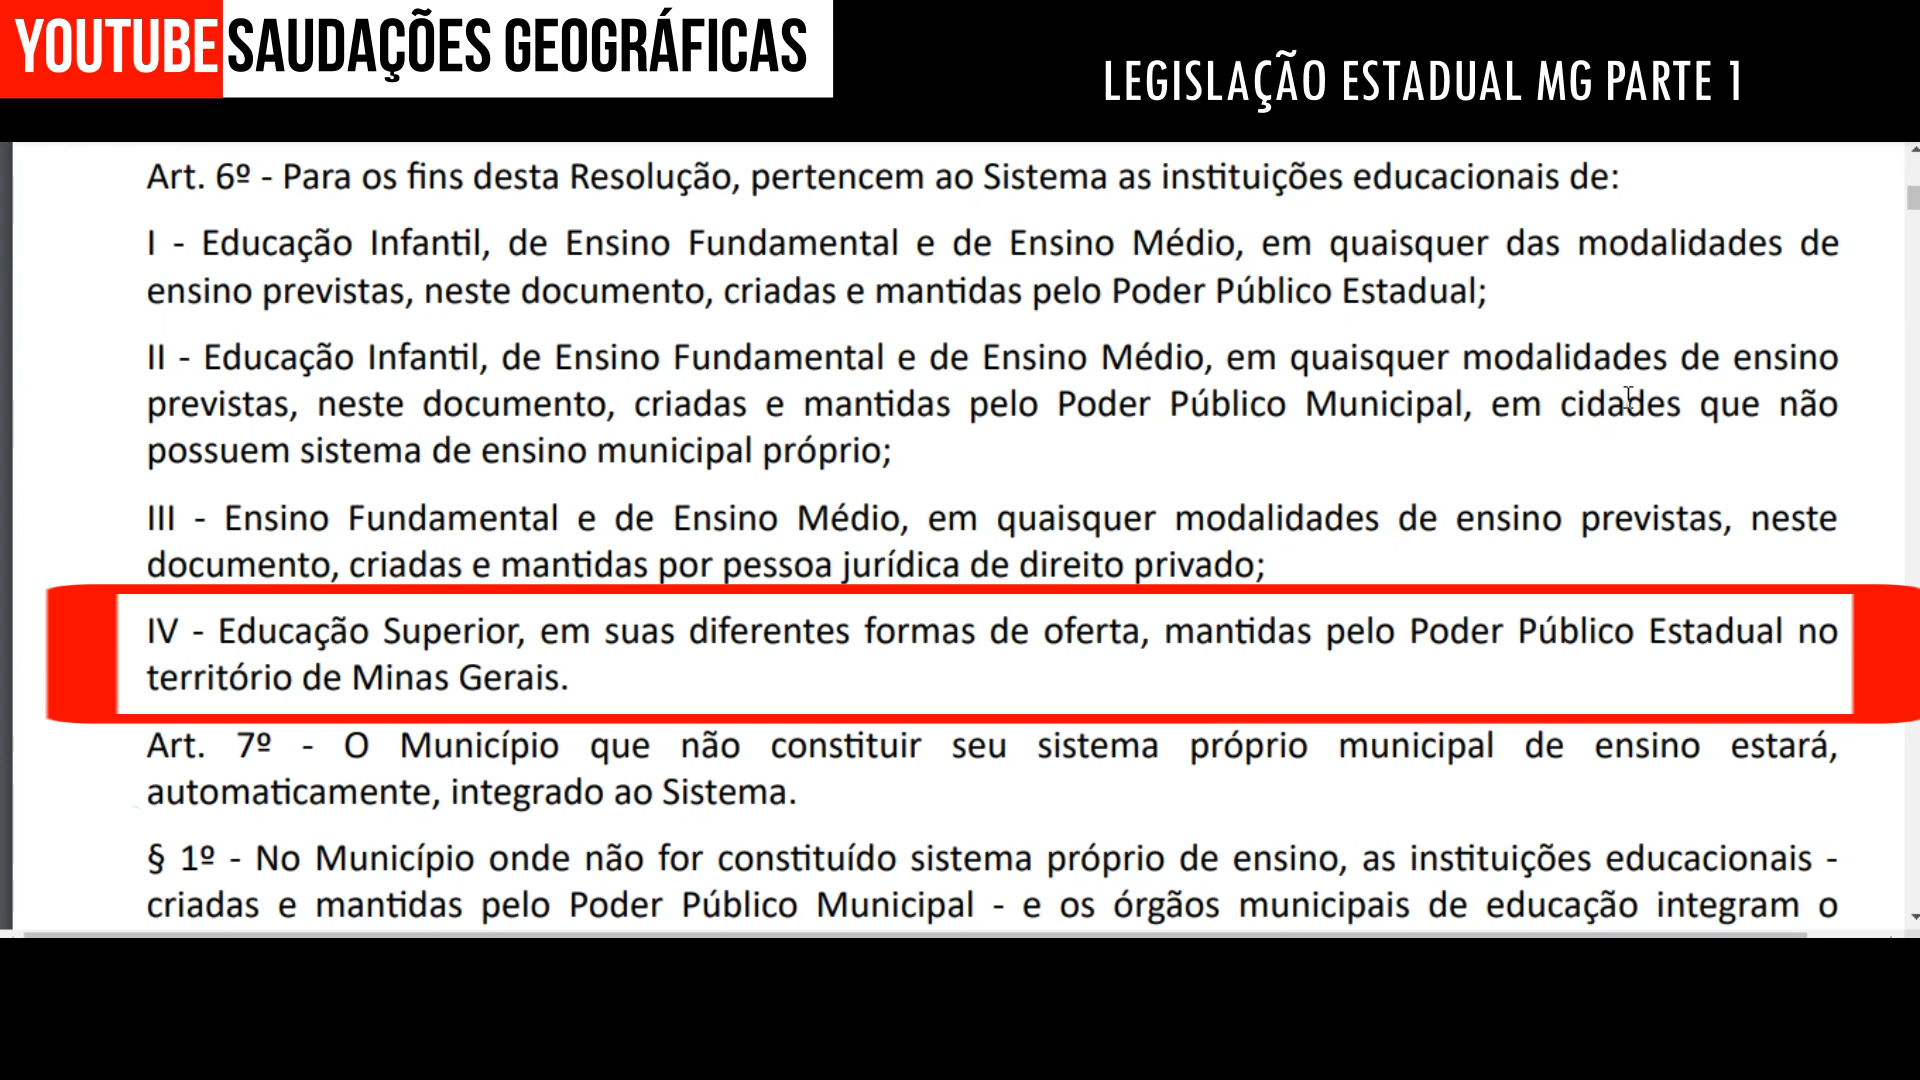 YOUTUBE SAUDAÇÕES GEOGRÁFICAS
LEGISLAÇÃO ESTADUAL MG PARTE 1
Art. 6º - Para os fins desta Resolução, pertencem ao Sistema as instituições educacionais de:
I - Educação Infantil, de Ensino Fundamental e de Ensino Médio, em quaisquer das modalidades de
ensino previstas, neste documento, criadas e mantidas pelo Poder Público Estadual;
II - Educação Infantil, de Ensino Fundamental e de Ensino Médio, em quaisquer modalidades de ensino
previstas, neste documento, criadas e mantidas pelo Poder Público Municipal, em cidades que não
possuem sistema de ensino municipal próprio;
III - Ensino Fundamental e de Ensino Médio, em quaisquer modalidades de ensino previstas, neste
documento, criadas e mantidas por pessoa jurídica de direito privado;
IV - Educação Superior, em suas diferentes formas de oferta, mantidas pelo Poder Público Estadual no
território de Minas Gerais.
Art. 7º - O Município que não constituir seu sistema próprio municipal de ensino estará,
automaticamente, integrado ao Sistema.
§ 1º - No Município onde não for constituído sistema próprio de ensino, as instituições educacionais -
criadas e mantidas pelo Poder Público Municipal - e os órgãos municipais de educação integram o